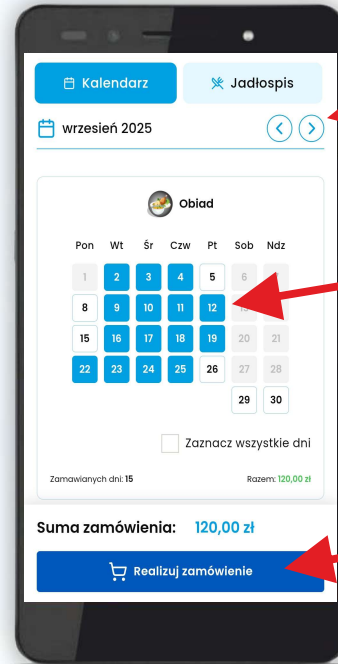 Kalendarz Jadłospis
wrzesień 2025
Obiad
Pon Wt Śr Czw Pt Sob Ndz
1 2 3 4 5 6
8 9 10 11 12 13
15 16 17 18 19 20 21
22 23 24 25 26 27 28
29 30
Zaznacz wszystkie dni
Zamawianych dni: 15 Razem: 120,00 zł
Suma zamówienia: 120,00 zł
Realizuj zamówienie